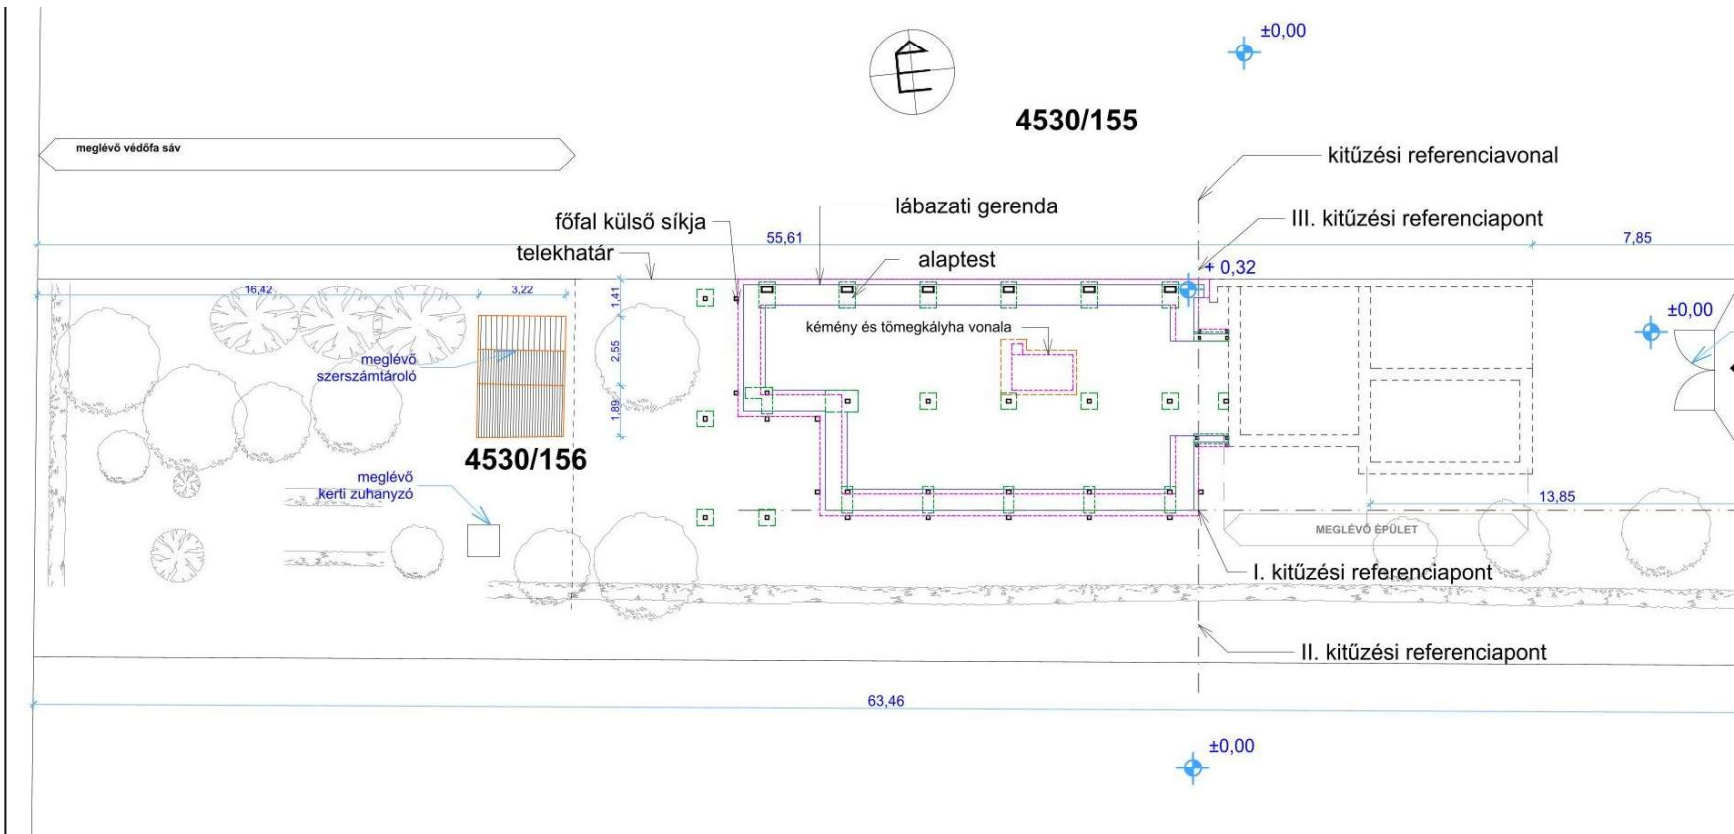 ±0,00
É
4530/155
meglévő védőfa sáv
kitűzési referenciavonal
lábazati gerenda
főfal külső síkja
III. kitűzési referenciapont
55,61
7,85
telekhatár
alaptest
+ 0,32
16,42
3,22
1,41
±0,00
kémény és tömegkályha vonala
meglévő
szerszámtároló
2,55
1,89
4530/156
meglévő
kerti zuhanyzó
13,85
MEGLÉVŐ ÉPÜLET
I. kitűzési referenciapont
II. kitűzési referenciapont
63,46
±0,00